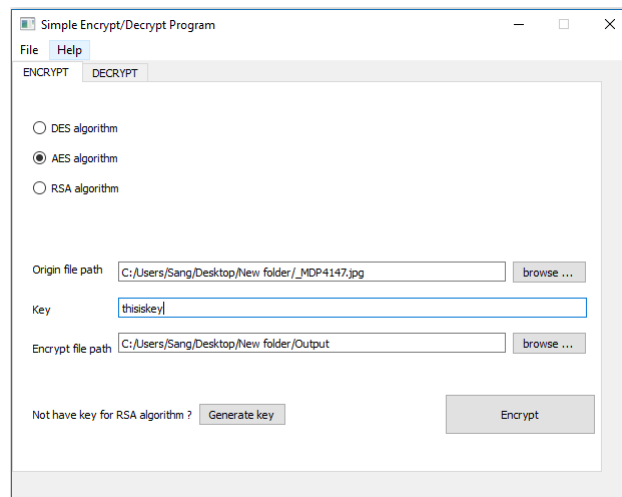 Simple Encrypt/Decrypt Program
File Help
ENCRYPT DECRYPT
DES algorithm
AES algorithm
RSA algorithm
Origin file path C:/Users/Sang/Desktop/New folder/_MDP4147.jpg browse ...
Key thisiskey
Encrypt file path C:/Users/Sang/Desktop/New folder/Output browse ...
Not have key for RSA algorithm ? Generate key Encrypt